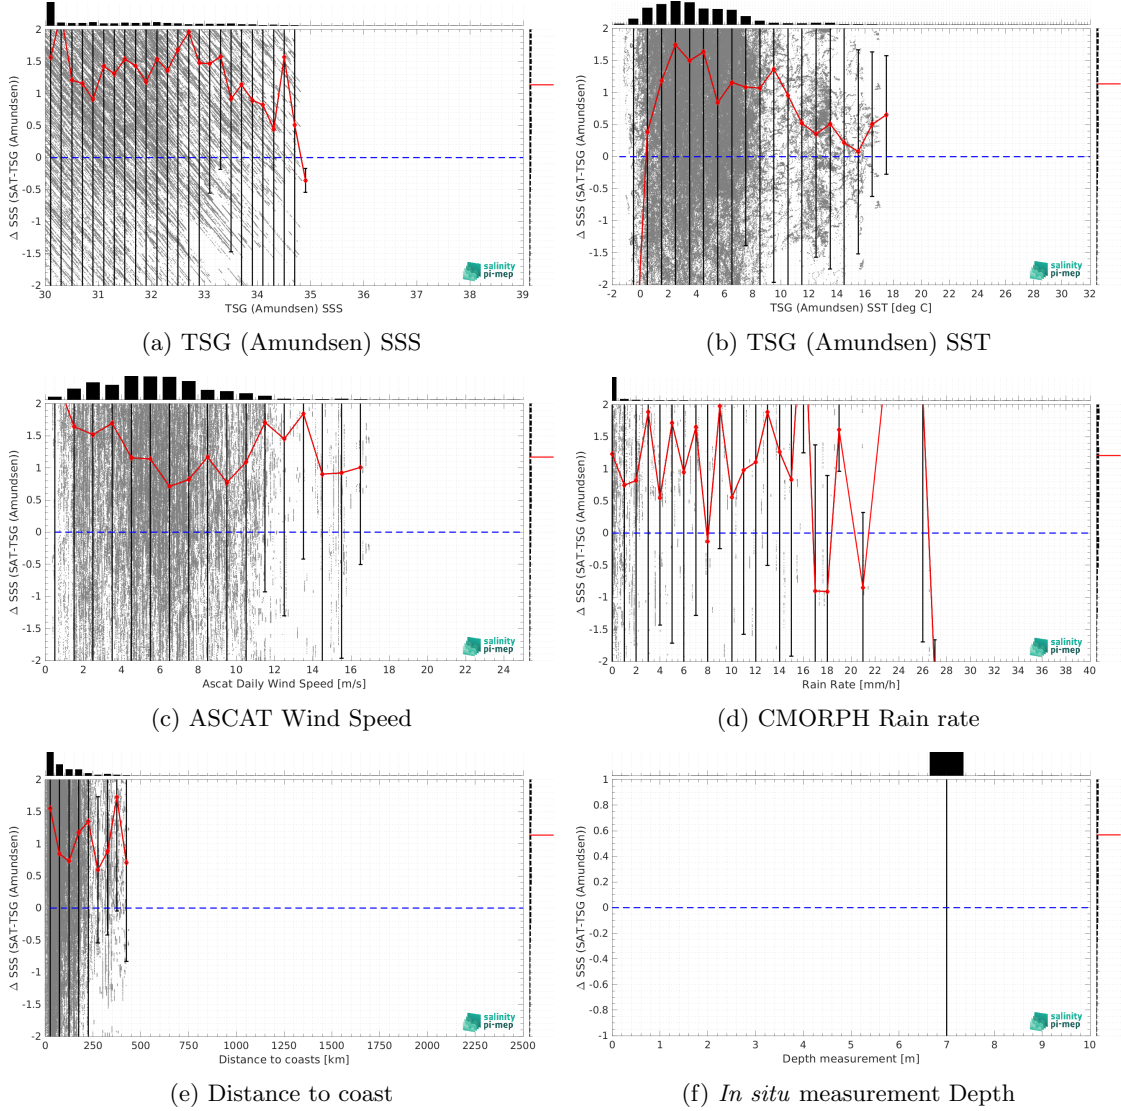 2
1.5
1
0.5
0
-0.5
-1
-1.5
-2
30 31 32 33 34 35 36 37 38 39
Δ SSS (SAT-TSG (Amundsen))
TSG (Amundsen) SSS
salinity
pi-mep
(a) TSG (Amundsen) SSS
2
1.5
1
0.5
0
-0.5
-1
-1.5
-2
-2 0 2 4 6 8 10 12 14 16 18 20 22 24 26 28 30 32
Δ SSS (SAT-TSG (Amundsen))
TSG (Amundsen) SST [deg C]
salinity
pi-mep
(b) TSG (Amundsen) SST
2
1.5
1
0.5
0
-0.5
-1
-1.5
-2
0 2 4 6 8 10 12 14 16 18 20 22 24
Δ SSS (SAT-TSG (Amundsen))
Ascat Daily Wind Speed [m/s]
salinity
pi-mep
(c) ASCAT Wind Speed
2
1.5
1
0.5
0
-0.5
-1
-1.5
-2
0 2 4 6 8 10 12 14 16 18 20 22 24 26 28 30 32 34 36 38 40
Δ SSS (SAT-TSG (Amundsen))
Rain Rate [mm/h]
salinity
pi-mep
(d) CMORPH Rain rate
2
1.5
1
0.5
0
-0.5
-1
-1.5
-2
0 250 500 750 1000 1250 1500 1750 2000 2250 2500
Δ SSS (SAT-TSG (Amundsen))
Distance to coasts [km]
salinity
pi-mep
(e) Distance to coast
1
0.8
0.6
0.4
0.2
0
-0.2
-0.4
-0.6
-0.8
-1
0 1 2 3 4 5 6 7 8 9 10
Δ SSS (SAT-TSG (Amundsen))
Depth measurement [m]
salinity
pi-mep
(f) In situ measurement Depth